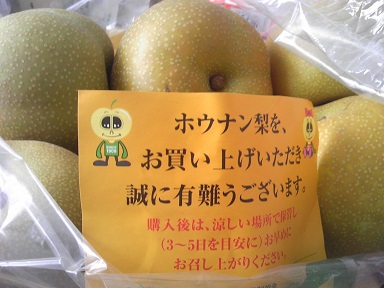 ホウナン梨を、
お買い上げいただき
誠に有難うございます。
購入後は、涼しい場所で保管し
(3〜5日を目安に)お早めに
お召し上がりください。